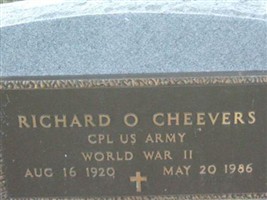 RICHARD O CHEEVERS
CPL US ARMY
WORLD WAR II
AUG 16 1920 MAY 20 1986